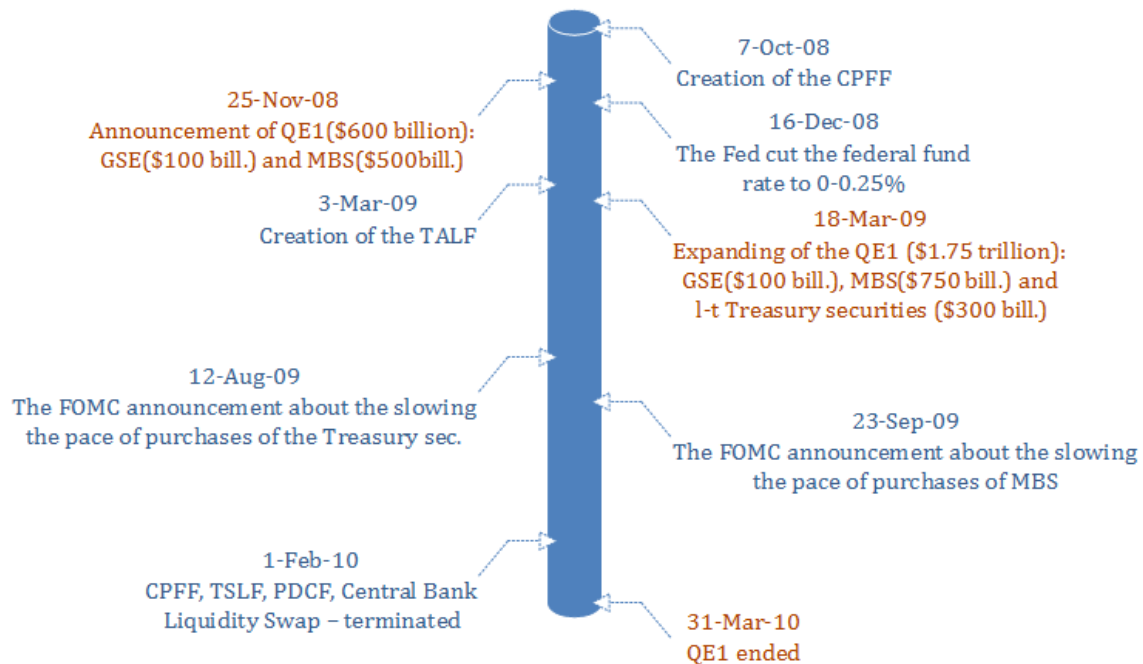 7-Oct-08
Creation of the CPFF
25-Nov-08
Announcement of QE1($600 billion):
GSE($100 bill.) and MBS($500bill.)
16-Dec-08
The Fed cut the federal fund
rate to 0-0.25%
3-Mar-09
Creation of the TALF
18-Mar-09
Expanding of the QE1 ($1.75 trillion):
GSE($100 bill.), MBS($750 bill.) and
l-t Treasury securities ($300 bill.)
12-Aug-09
The FOMC announcement about the slowing
the pace of purchases of the Treasury sec.
23-Sep-09
The FOMC announcement about the slowing
the pace of purchases of MBS
1-Feb-10
CPFF, TSLF, PDCF, Central Bank
Liquidity Swap – terminated
31-Mar-10
QE1 ended